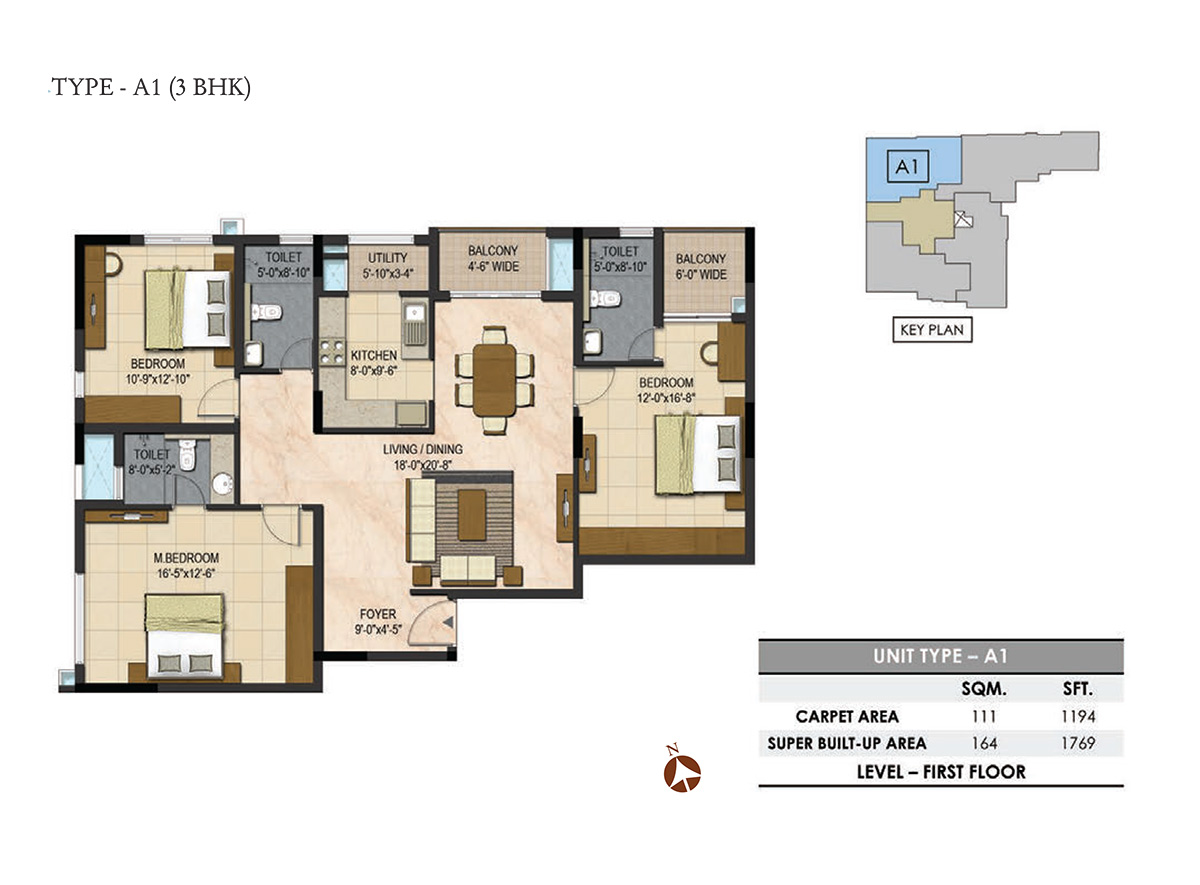 TYPE - A1 (3 BHK)
A1
KEY PLAN
TOILET
5'-0"x8'-10"
UTILITY
5'-10"x3'-4"
BALCONY
4'-6" WIDE
TOILET
5'-0"x8'-10"
BALCONY
6'-0" WIDE
BEDROOM
10'-9"x12'-10"
KITCHEN
8'-0"x9'-6"
BEDROOM
12'-0"x16'-8"
TOILET
8'-0"x5'-2"
LIVING / DINING
18'-0"x20'-8"
M.BEDROOM
16'-5"x12'-6"
FOYER
9'-0"x4'-5"
N
UNIT TYPE – A1
SQM. SFT.
CARPET AREA 111 1194
SUPER BUILT-UP AREA 164 1769
LEVEL – FIRST FLOOR